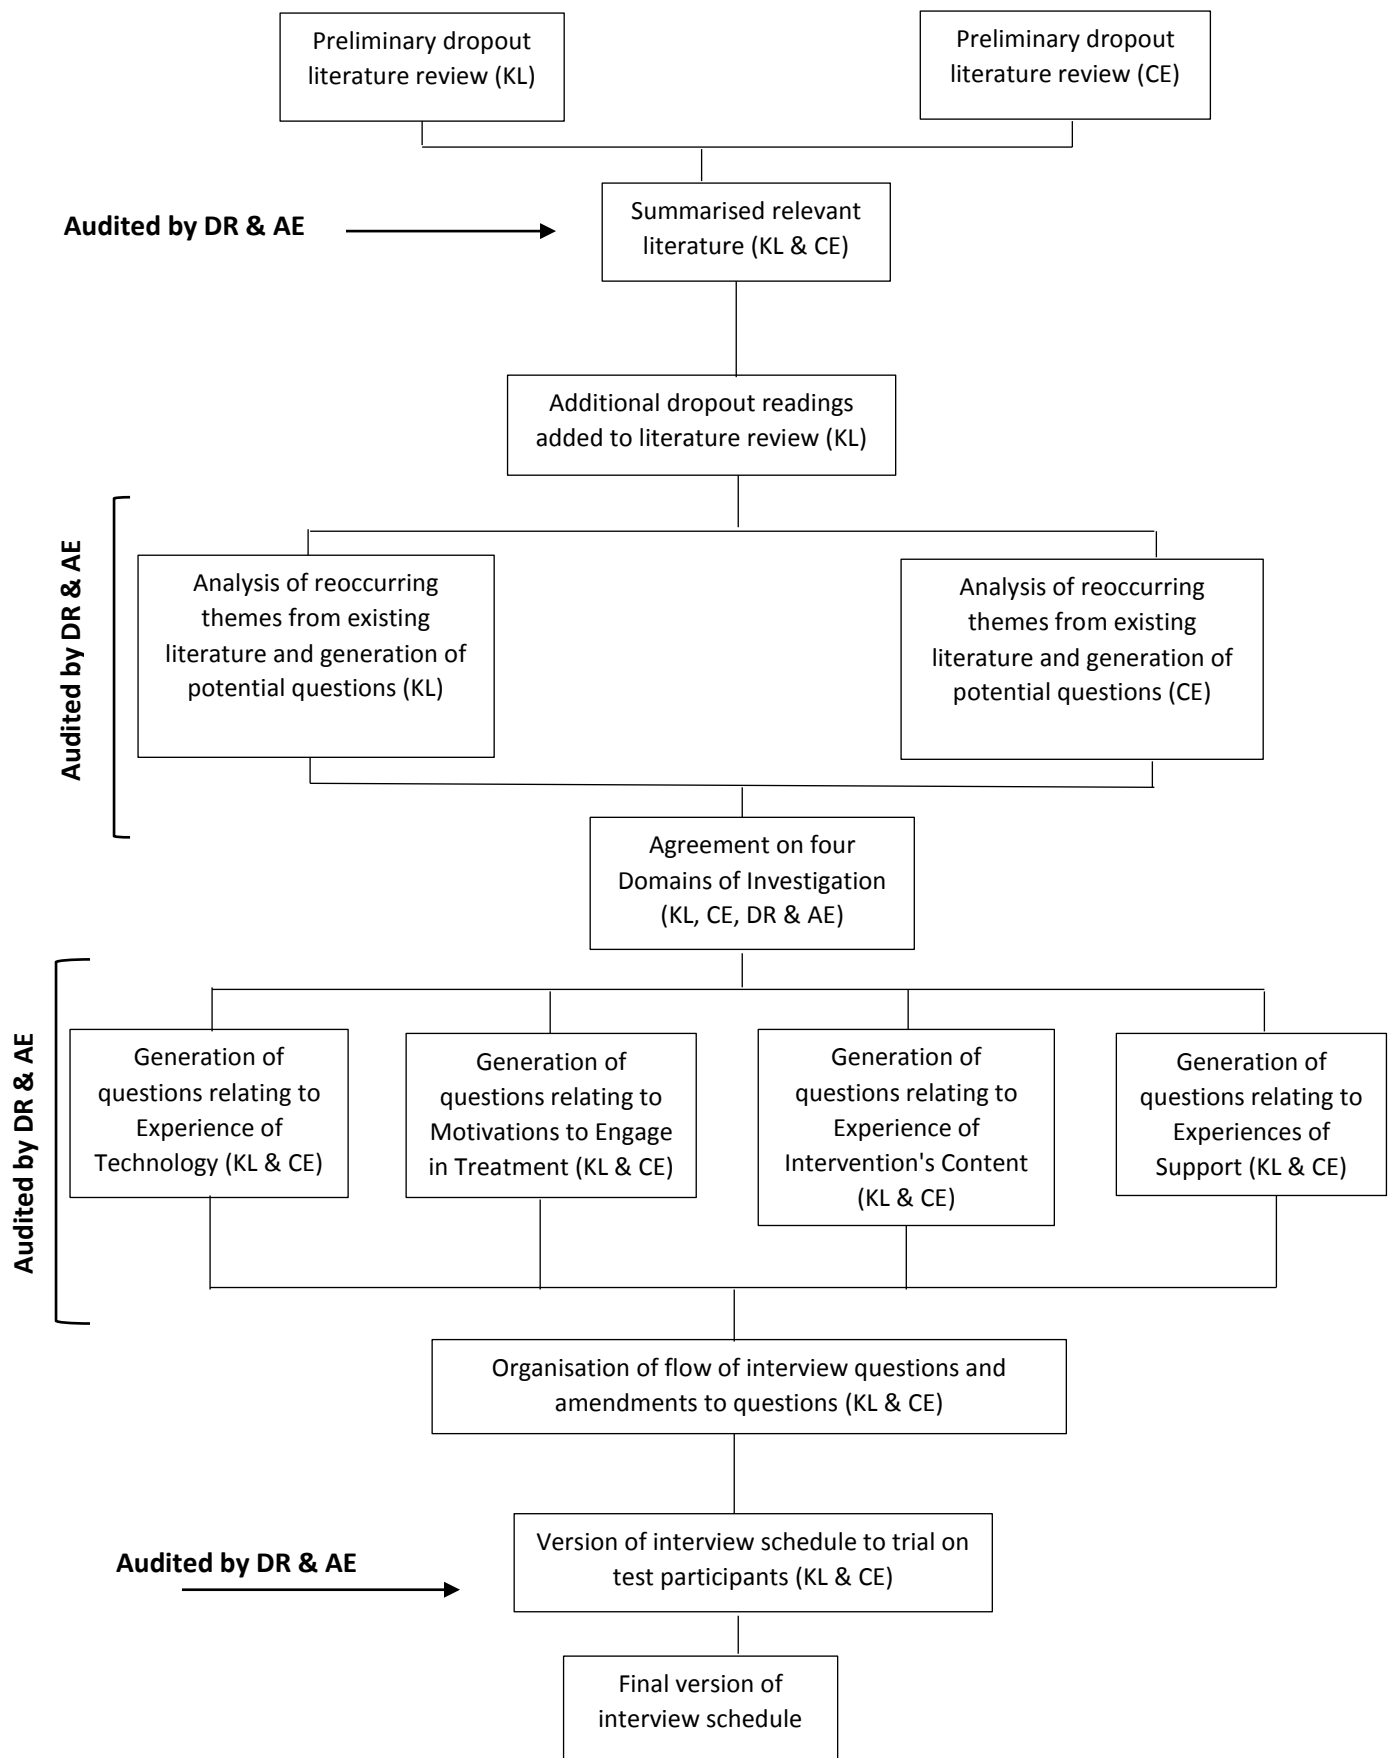 Preliminary dropout
literature review (KL)
Preliminary dropout
literature review (CE)
Audited by DR & AE
Summarised relevant
literature (KL & CE)
Additional dropout readings
added to literature review (KL)
Audited by DR & AE
Analysis of reoccurring
themes from existing
literature and generation of
potential questions (KL)
Analysis of reoccurring
themes from existing
literature and generation of
potential questions (CE)
Agreement on four
Domains of Investigation
(KL, CE, DR & AE)
Audited by DR & AE
Generation of
questions relating to
Experience of
Technology (KL & CE)
Generation of
questions relating to
Motivations to Engage
in Treatment (KL & CE)
Generation of
questions relating to
Experience of
Intervention's Content
(KL & CE)
Generation of
questions relating to
Experiences of
Support (KL & CE)
Organisation of flow of interview questions and
amendments to questions (KL & CE)
Audited by DR & AE
Version of interview schedule to trial on
test participants (KL & CE)
Final version of
interview schedule